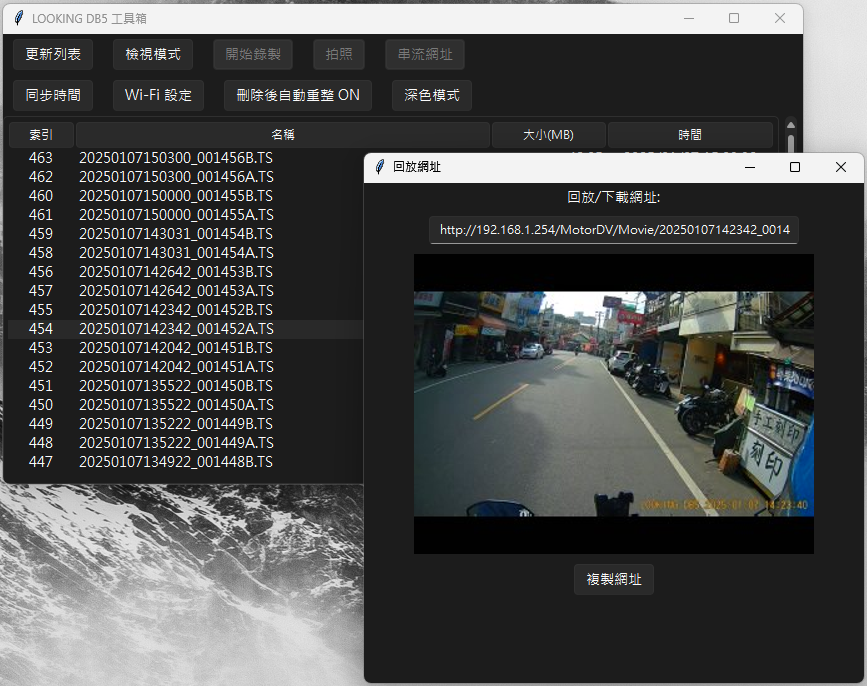 LOOKING DB5 工具箱
更新列表 檢視模式 開始錄製 拍照 串流網址
同步時間 Wi-Fi 設定 刪除後自動重整 ON 深色模式
索引 名稱 大小(MB) 時間
463 20250107150300_001456B.TS
462 20250107150300_001456A.TS
460 20250107150000_001455B.TS
461 20250107150000_001455A.TS
459 20250107143031_001454B.TS
458 20250107143031_001454A.TS
456 20250107142642_001453B.TS
457 20250107142642_001453A.TS
455 20250107142342_001452B.TS
454 20250107142342_001452A.TS
453 20250107142042_001451B.TS
452 20250107142042_001451A.TS
451 20250107135522_001450B.TS
450 20250107135522_001450A.TS
449 20250107135222_001449B.TS
448 20250107135222_001449A.TS
447 20250107134922_001448B.TS
回放網址
回放/下載網址:
http://192.168.1.254/MotorDV/Movie/20250107142342_0014
手工刻印
刻印
LOOKING DB5 2025/01/07 14:23:40
複製網址